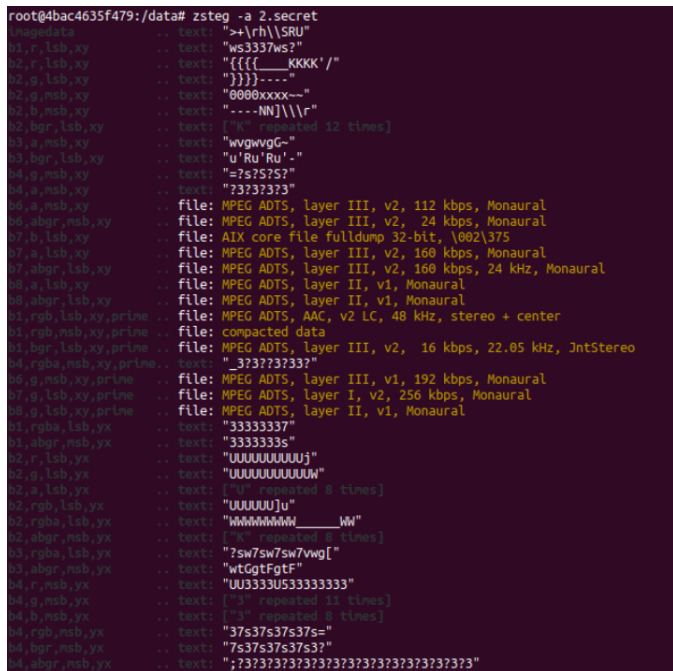 root@4bac4635f479:/data# zsteg -a 2.secret
imagedata .. text: ">+\rh\\SRU"
b1,r,lsb,xy .. text: "ws3337ws?"
b2,r,lsb,xy .. text: "{{{{____KKKK'/"
b2,g,lsb,xy .. text: "}}}}----"
b2,g,msb,xy .. text: "0000xxxx~~"
b2,b,msb,xy .. text: "----NN]\\\r"
b2,bgr,lsb,xy .. text: ["K" repeated 12 times]
b3,a,msb,xy .. text: "wvgwvgG~"
b3,bgr,lsb,xy .. text: "u'Ru'Ru'-"
b4,g,msb,xy .. text: "=?s?S?S?"
b4,a,msb,xy .. text: "?3?3?3?3"
b6,a,msb,xy .. file: MPEG ADTS, layer III, v2, 112 kbps, Monaural
b6,abgr,msb,xy .. file: MPEG ADTS, layer III, v2, 24 kbps, Monaural
b7,b,lsb,xy .. file: AIX core file fulldump 32-bit, \002\375
b7,a,lsb,xy .. file: MPEG ADTS, layer III, v2, 160 kbps, Monaural
b7,abgr,lsb,xy .. file: MPEG ADTS, layer III, v2, 160 kbps, 24 kHz, Monaural
b8,a,lsb,xy .. file: MPEG ADTS, layer II, v1, Monaural
b8,abgr,lsb,xy .. file: MPEG ADTS, layer II, v1, Monaural
b1,rgb,lsb,xy,prime .. file: MPEG ADTS, AAC, v2 LC, 48 kHz, stereo + center
b1,rgb,msb,xy,prime .. file: compacted data
b1,bgr,lsb,xy,prime .. file: MPEG ADTS, layer III, v2, 16 kbps, 22.05 kHz, JntStereo
b4,rgba,msb,xy,prime.. text: "_3?3??3?33?"
b6,g,msb,xy,prime .. file: MPEG ADTS, layer III, v1, 192 kbps, Monaural
b7,g,lsb,xy,prime .. file: MPEG ADTS, layer I, v2, 256 kbps, Monaural
b8,g,lsb,xy,prime .. file: MPEG ADTS, layer II, v1, Monaural
b1,rgba,lsb,yx .. text: "33333337"
b1,abgr,msb,yx .. text: "3333333s"
b2,r,lsb,yx .. text: "UUUUUUUUUUj"
b2,g,lsb,yx .. text: "UUUUUUUUUUUW"
b2,a,lsb,yx .. text: ["U" repeated 8 times]
b2,rgb,lsb,yx .. text: "UUUUUU]u"
b2,rgba,lsb,yx .. text: "WWWWWWWWW______WW"
b2,abgr,msb,yx .. text: ["K" repeated 8 times]
b3,rgba,lsb,yx .. text: "?sw7sw7sw7vwg["
b3,abgr,msb,yx .. text: "wtGgtFgtF"
b4,r,msb,yx .. text: "UU3333U533333333"
b4,g,msb,yx .. text: ["3" repeated 11 times]
b4,b,msb,yx .. text: ["3" repeated 8 times]
b4,rgb,msb,yx .. text: "37s37s37s37s="
b4,bgr,msb,yx .. text: "7s37s37s37s3?"
b4,abgr,msb,yx .. text: ";?3?3?3?3?3?3?3?3?3?3?3?3?3?3?3"